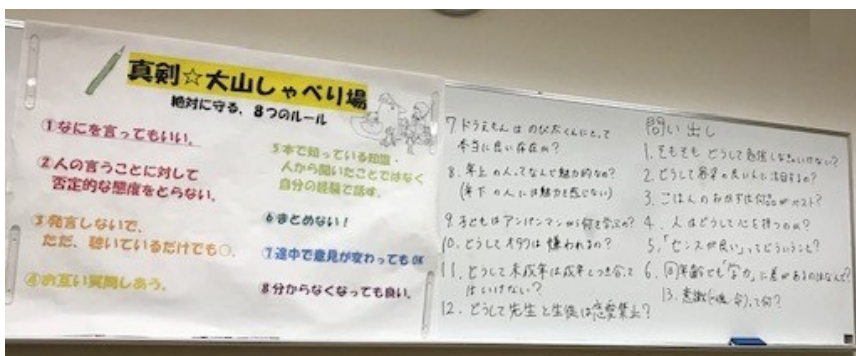 真剣☆大山しゃべり場
絶対に守る、8つのルール
①なにを言ってもいい。
②人の言うことに対して
否定的な態度をとらない。
3 発言しないで、
ただ、聴いているだけでも○。
④お互い質問しあう。
5 本で知っている知識・
人から聞いたことではなく
自分の経験で話す。
6 まとめない!
⑦途中で意見が変わってもOK
8 分からなくなっても良い。
問い出し
1. そもそもどうして勉強しないといけない?
2. どうして容姿の良い人に注目するの?
3. ごはんのおかずは何品がベスト?
4. 人はどうして心を持つのか?
5. 「センスが良い」ってどういうこと?
6. 同年齢でも「学力」に差があるのはなんで?
7. ドラえもんはのび太くんにとって
本当に良い存在か?
8. 年上の人ってなんで魅力的なの?
(年下の人には魅力を感じない)
9. 子どもはアンパンマンから何を学ぶの?
10. どうしてオタクは嫌われるの?
11. どうして未成年は成年とつき合って
はいけない?
12. どうして先生と生徒は恋愛禁止?
13. 意識(魂、命)って何?